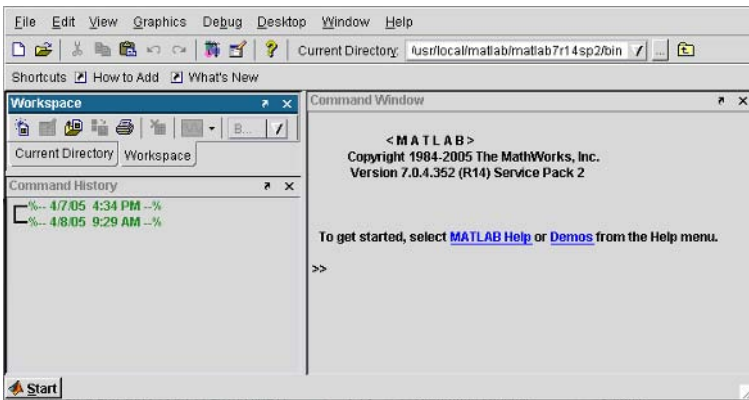 File Edit View Graphics Debug Desktop Window Help
Current Directory: /usr/local/matlab/matlab7r14sp2/bin ...
Shortcuts How to Add What's New
Workspace
B...
Current Directory Workspace
Command History
%-- 4/7/05 4:34 PM --%
%-- 4/8/05 9:29 AM --%
Command Window
<MATLAB>
Copyright 1984-2005 The MathWorks, Inc.
Version 7.0.4.352 (R14) Service Pack 2
To get started, select MATLAB Help or Demos from the Help menu.
>>
Start